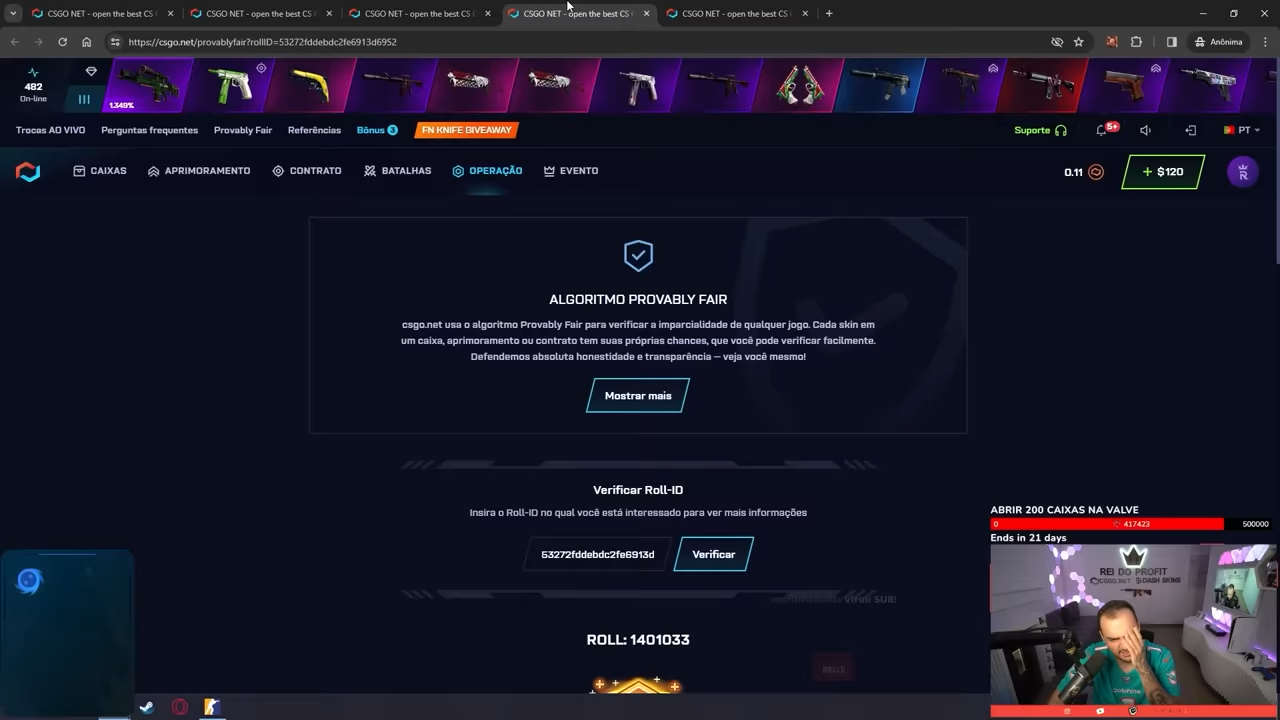 CSGO NET - open the best CS
CSGO NET - open the best CS
CSGO NET - open the best CS
CSGO NET - open the best CS
CSGO NET - open the best CS
https://csgo.net/provablyfair?rollID=53272fddebdc2fe6913d6952
Anônima
482
On-line
1.349%
Trocas AO VIVO
Perguntas frequentes
Provably Fair
Referências
Bônus 3
FN KNIFE GIVEAWAY
Suporte
5+
PT
CAIXAS
APRIMORAMENTO
CONTRATO
BATALHAS
OPERAÇÃO
EVENTO
0.11
+ $120
ALGORITMO PROVABLY FAIR
csgo.net usa o algoritmo Provably Fair para verificar a imparcialidade de qualquer jogo. Cada skin em
um caixa, aprimoramento ou contrato tem suas próprias chances, que você pode verificar facilmente.
Defendemos absoluta honestidade e transparência — veja você mesmo!
Mostrar mais
Verificar Roll-ID
Insira o Roll-ID no qual você está interessado para ver mais informações
53272fddebdc2fe6913d
Verificar
virou SUB!
ROLL: 1401033
ABRIR 200 CAIXAS NA VALVE
0
417423
500000
Ends in 21 days
REI DO PROFIT
CSGO.NET
DASH SKINS